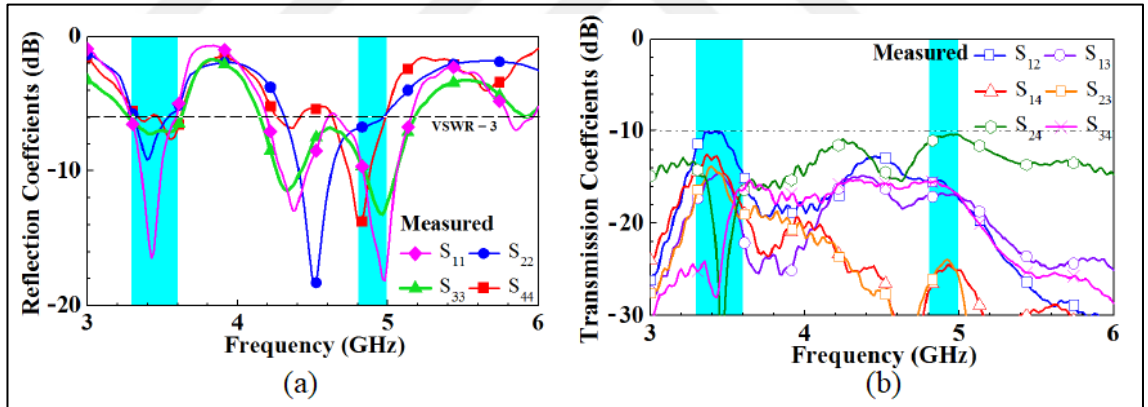 Reflection Coefficients (dB)
0
-10
-20
VSWR-3
Measured
S11 S22
S33 S44
3 4 5 6
Frequency (GHz)
(a)
Transmission Coefficients (dB)
0
-10
-20
-30
Measured S12 S13
S14 S23
S24 S34
3 4 5 6
Frequency (GHz)
(b)